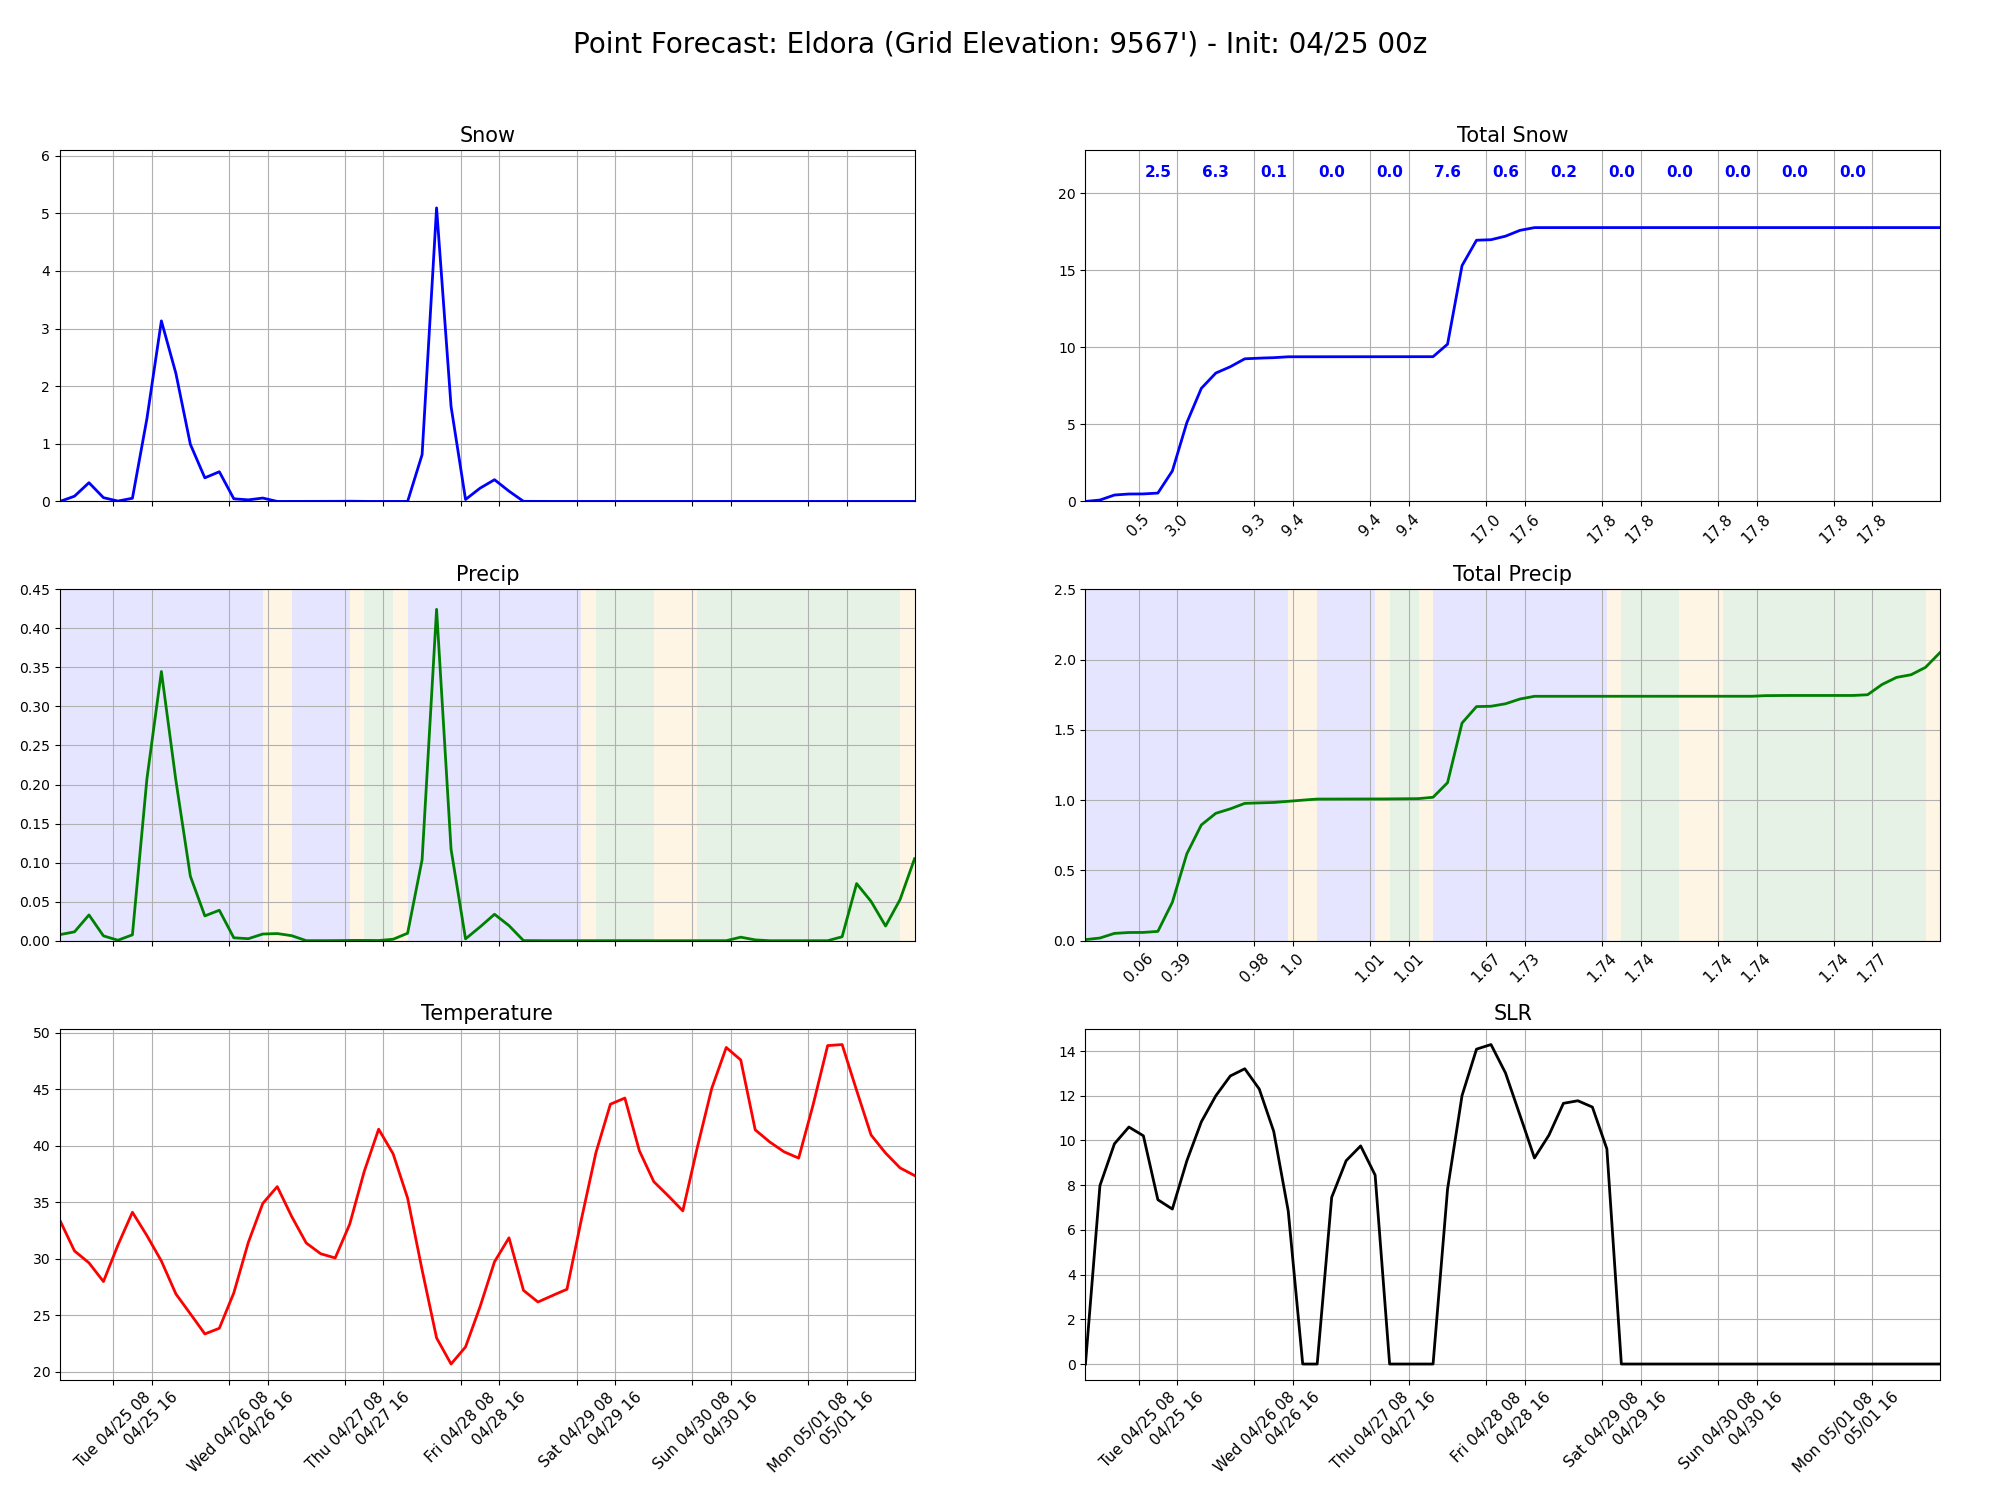 Point Forecast: Eldora (Grid Elevation: 9567') - Init: 04/25 00z
Snow
6
5
4
3
2
1
0
Total Snow
2.5 6.3 0.1 0.0 0.0 7.6 0.6 0.2 0.0 0.0 0.0 0.0 0.0
20
15
10
5
0
0.5 3.0 9.3 9.4 9.4 9.4 17.0 17.6 17.8 17.8 17.8 17.8 17.8 17.8
Precip
0.45
0.40
0.35
0.30
0.25
0.20
0.15
0.10
0.05
0.00
Total Precip
2.5
2.0
1.5
1.0
0.5
0.0
0.06 0.39 0.98 1.0 1.01 1.01 1.67 1.73 1.74 1.74 1.74 1.74 1.74 1.77
Temperature
50
45
40
35
30
25
20
Tue 04/25 08
04/25 16
Wed 04/26 08
04/26 16
Thu 04/27 08
04/27 16
Fri 04/28 08
04/28 16
Sat 04/29 08
04/29 16
Sun 04/30 08
04/30 16
Mon 05/01 08
05/01 16
SLR
14
12
10
8
6
4
2
0
Tue 04/25 08
04/25 16
Wed 04/26 08
04/26 16
Thu 04/27 08
04/27 16
Fri 04/28 08
04/28 16
Sat 04/29 08
04/29 16
Sun 04/30 08
04/30 16
Mon 05/01 08
05/01 16